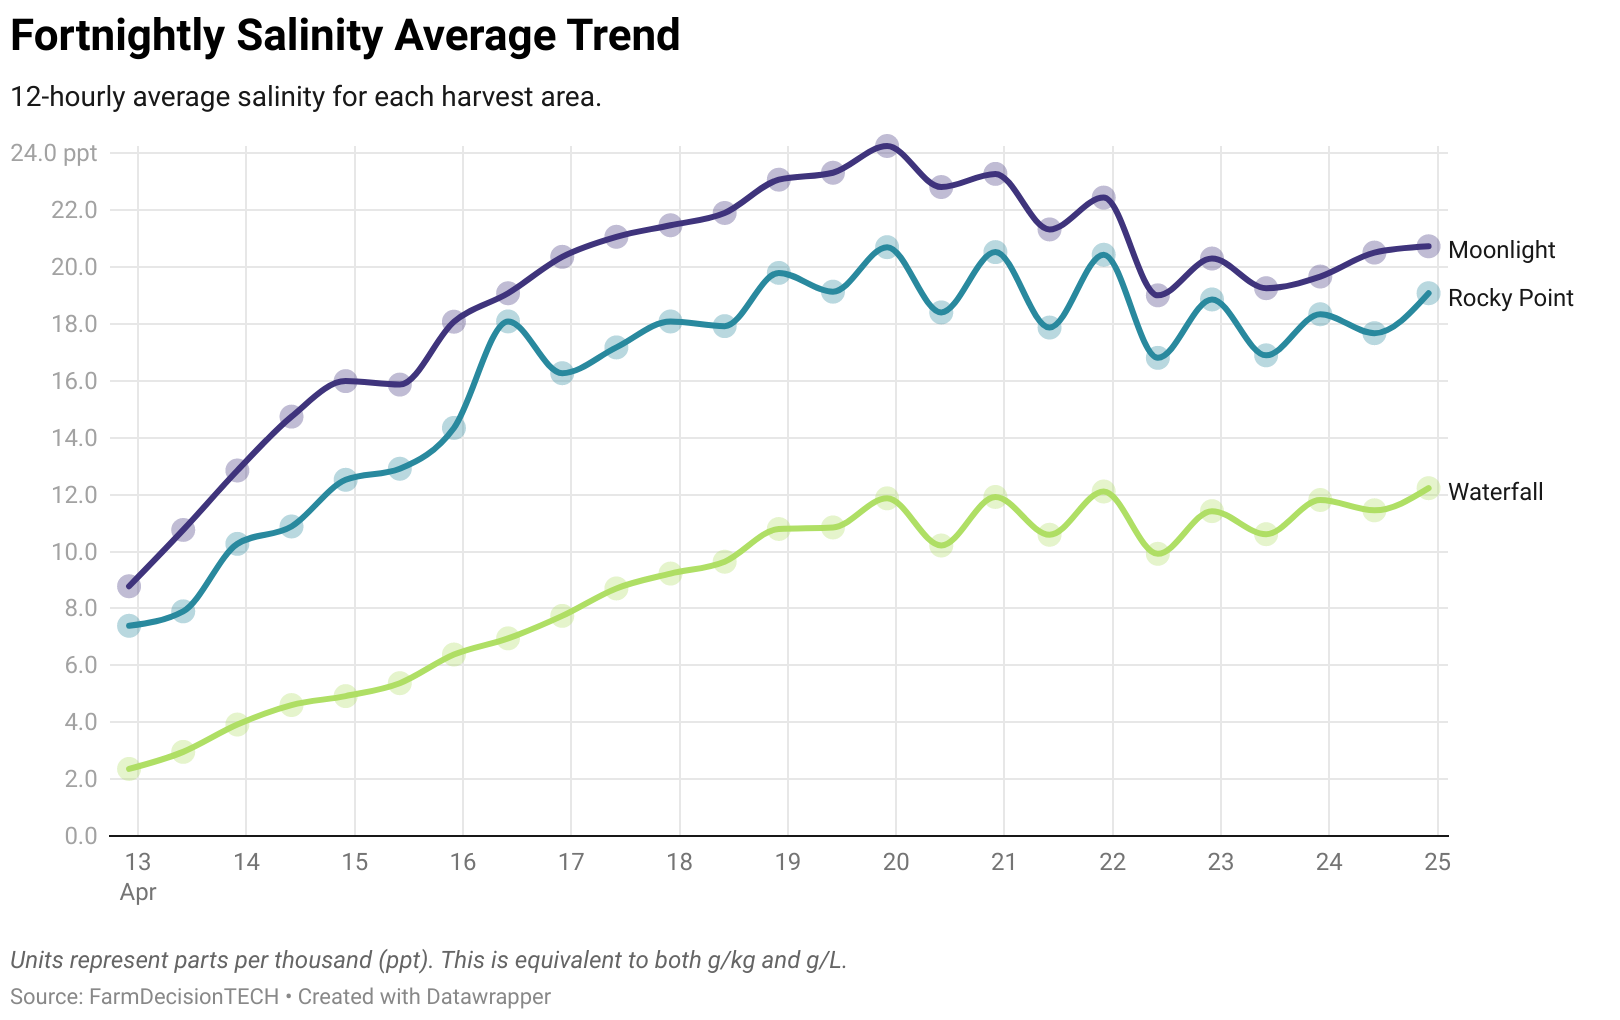 Fortnightly Salinity Average Trend
12-hourly average salinity for each harvest area.
24.0 ppt
22.0
20.0
18.0
16.0
14.0
12.0
10.0
8.0
6.0
4.0
2.0
0.0
Moonlight
Rocky Point
Waterfall
13 14 15 16 17 18 19 20 21 22 23 24 25
Apr
Units represent parts per thousand (ppt). This is equivalent to both g/kg and g/L.
Source: FarmDecisionTECH • Created with Datawrapper